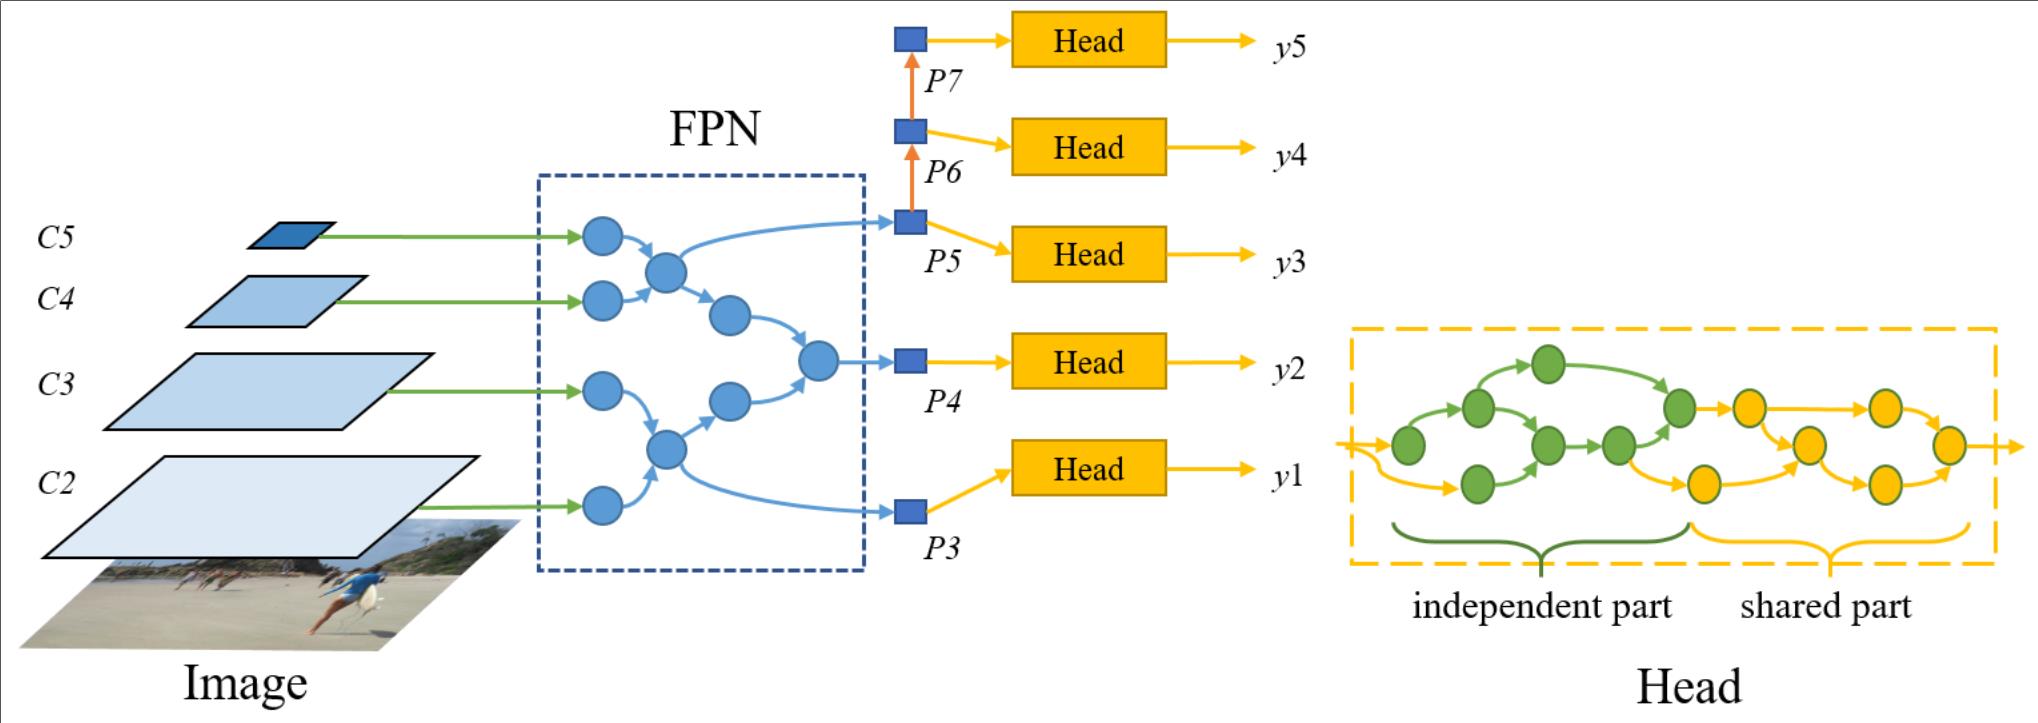 C5
C4
C3
C2
Image
FPN
P7
P6
P5
P4
P3
Head
Head
Head
Head
Head
y5
y4
y3
y2
y1
independent part
shared part
Head